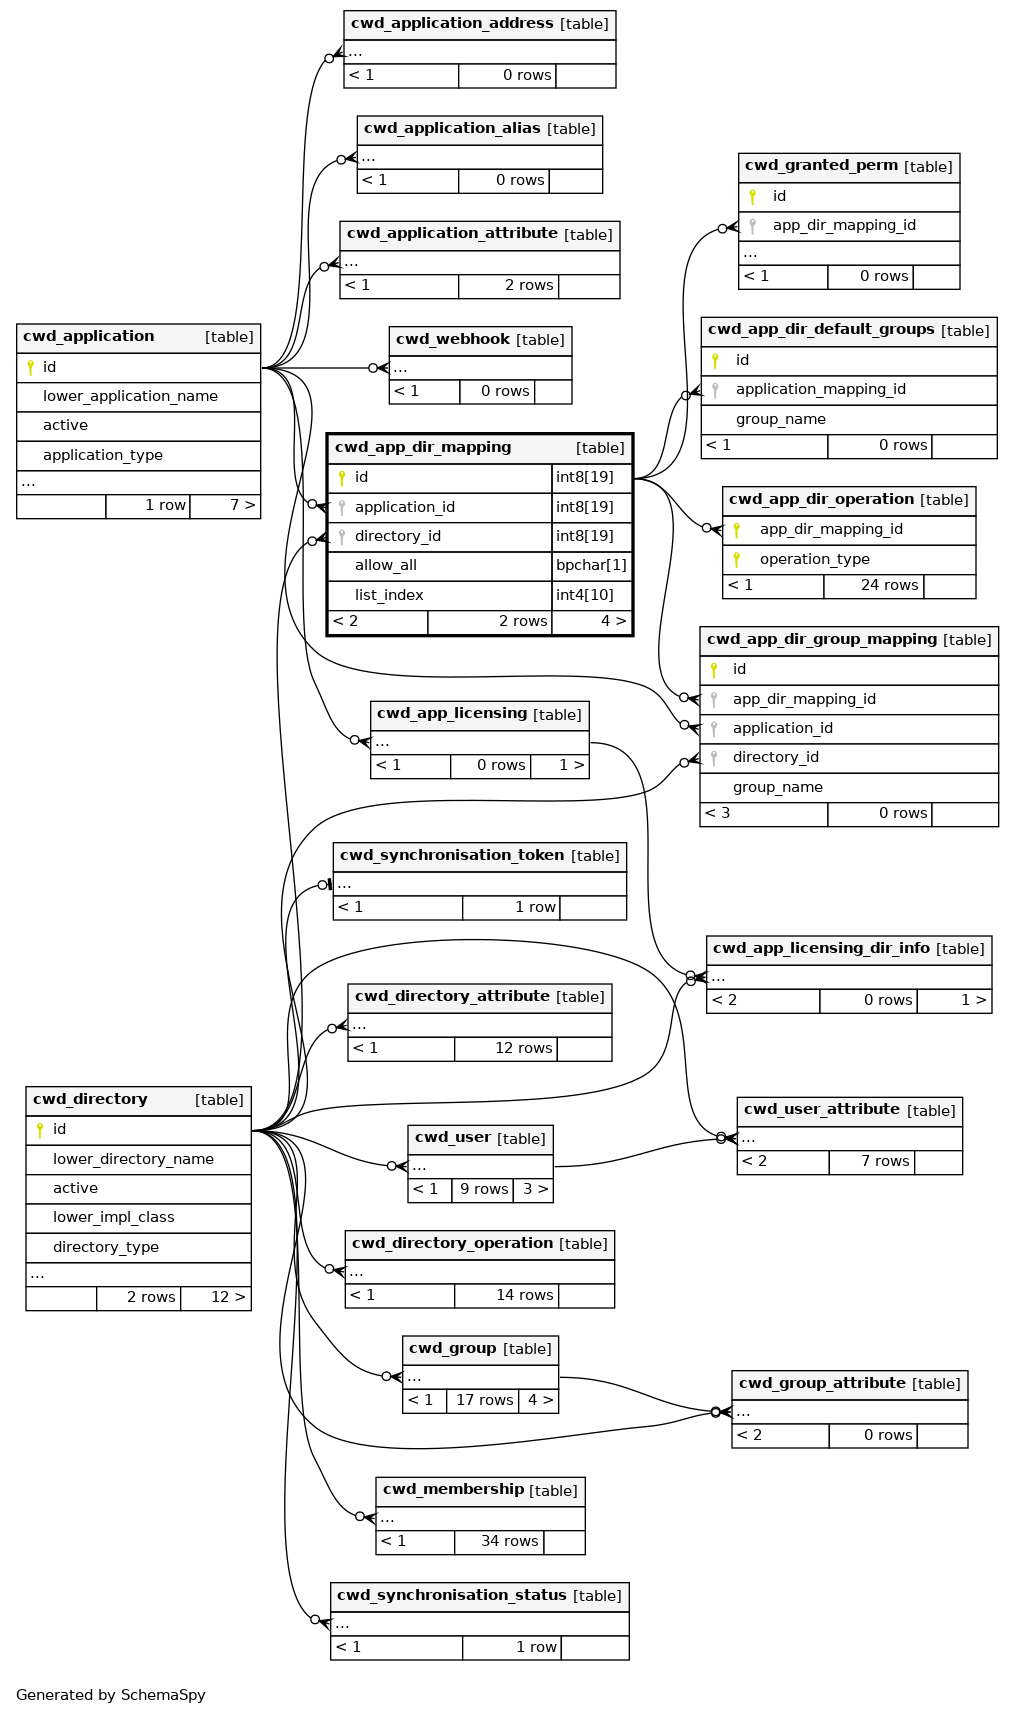 cwd_application_address [table]
...
< 1 0 rows
cwd_application_alias [table]
...
< 1 0 rows
cwd_application_attribute [table]
...
< 1 2 rows
cwd_webhook [table]
...
< 1 0 rows
cwd_application [table]
id
lower_application_name
active
application_type
...
1 row 7 >
cwd_app_dir_mapping [table]
id int8[19]
application_id int8[19]
directory_id int8[19]
allow_all bpchar[1]
list_index int4[10]
< 2 2 rows 4 >
cwd_granted_perm [table]
id
app_dir_mapping_id
...
< 1 0 rows
cwd_app_dir_default_groups [table]
id
application_mapping_id
group_name
< 1 0 rows
cwd_app_dir_operation [table]
app_dir_mapping_id
operation_type
< 1 24 rows
cwd_app_dir_group_mapping [table]
id
app_dir_mapping_id
application_id
directory_id
group_name
< 3 0 rows
cwd_app_licensing [table]
...
< 1 0 rows 1 >
cwd_synchronisation_token [table]
...
< 1 1 row
cwd_app_licensing_dir_info [table]
...
< 2 0 rows 1 >
cwd_directory_attribute [table]
...
< 1 12 rows
cwd_directory [table]
id
lower_directory_name
active
lower_impl_class
directory_type
...
2 rows 12 >
cwd_user [table]
...
< 1 9 rows 3 >
cwd_user_attribute [table]
...
< 2 7 rows
cwd_directory_operation [table]
...
< 1 14 rows
cwd_group [table]
...
< 1 17 rows 4 >
cwd_group_attribute [table]
...
< 2 0 rows
cwd_membership [table]
...
< 1 34 rows
cwd_synchronisation_status [table]
...
< 1 1 row
Generated by SchemaSpy